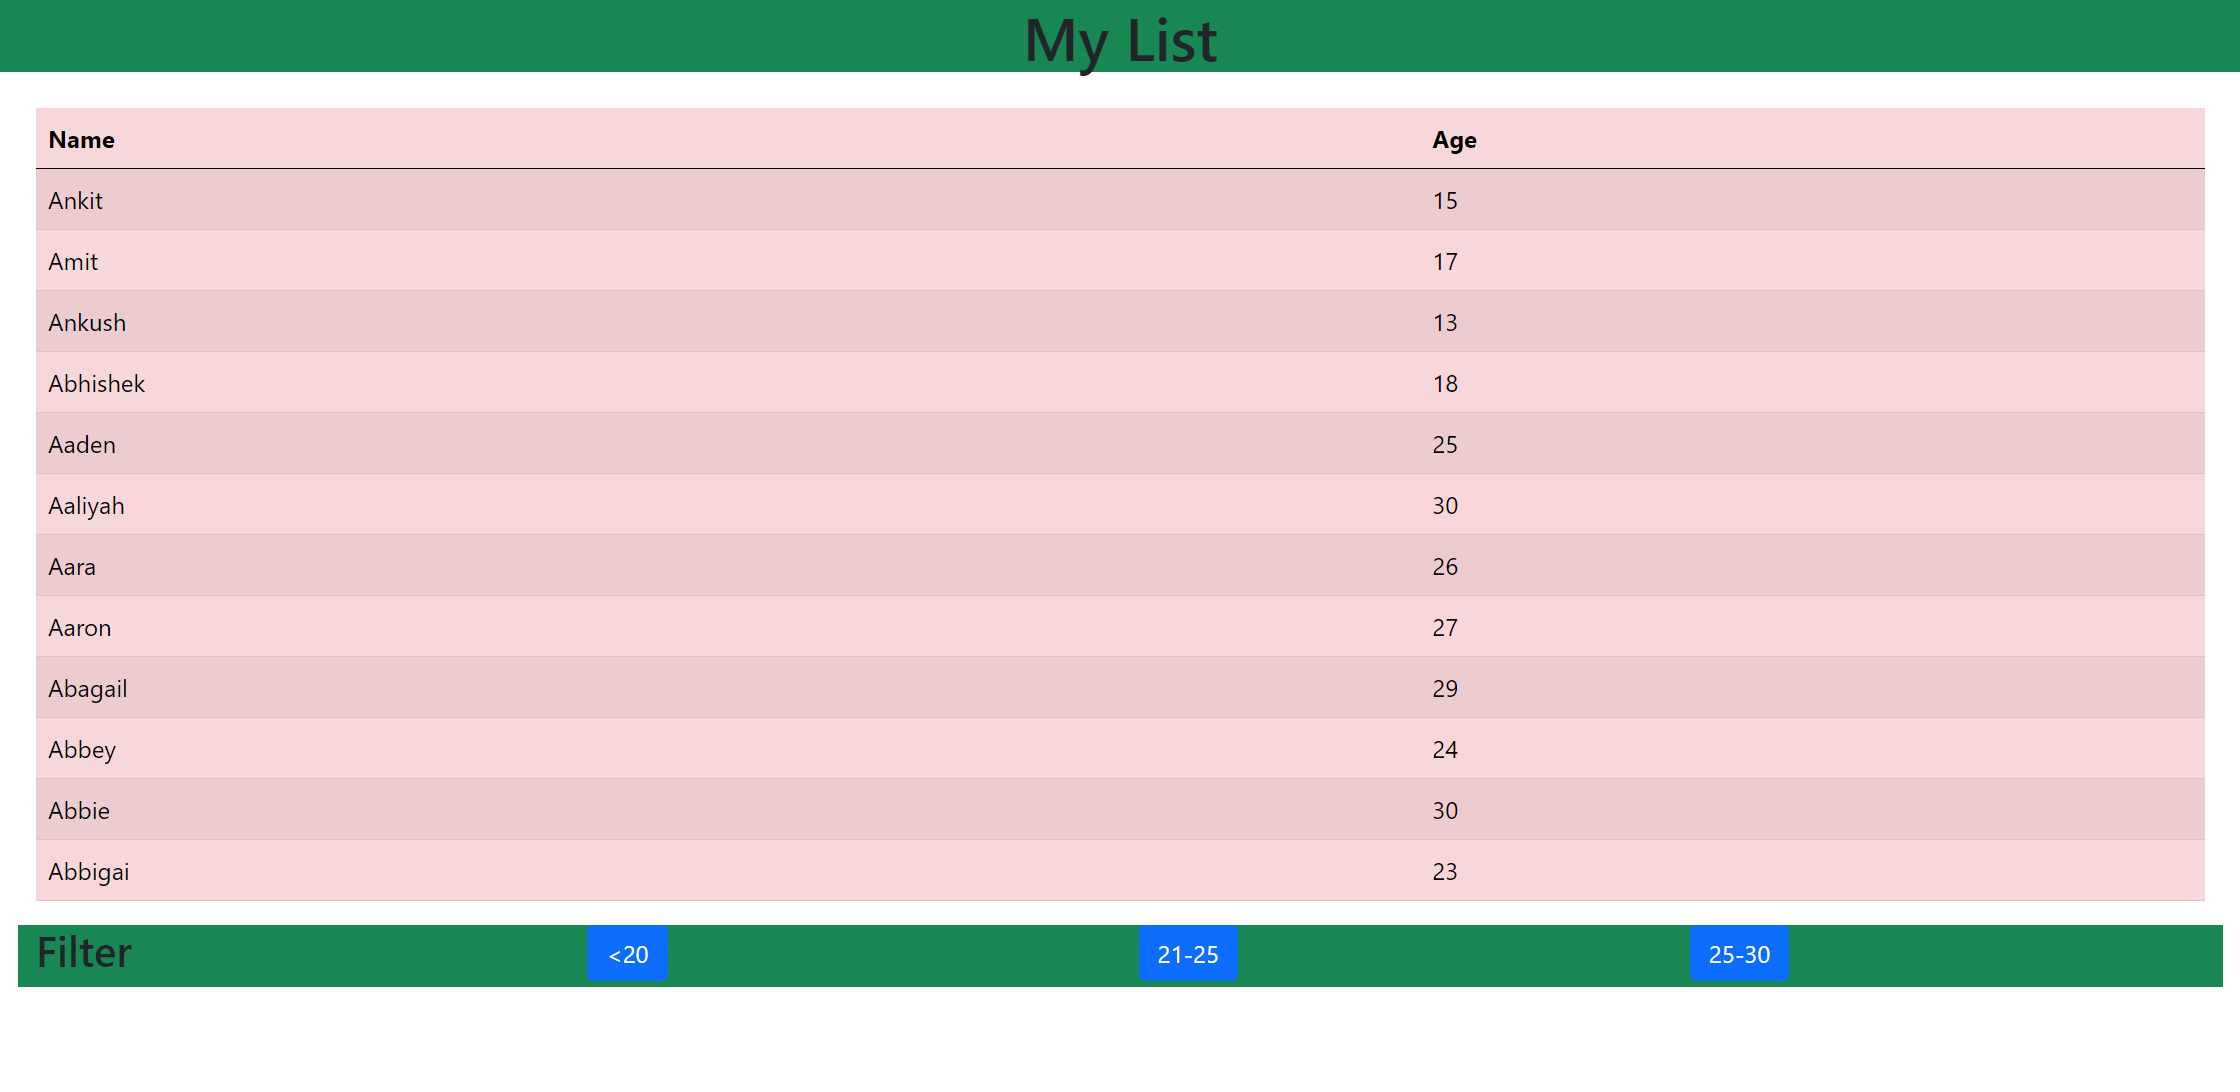 My List
Name Age
Ankit 15
Amit 17
Ankush 13
Abhishek 18
Aaden 25
Aaliyah 30
Aara 26
Aaron 27
Abagail 29
Abbey 24
Abbie 30
Abbigai 23
Filter <20 21-25 25-30